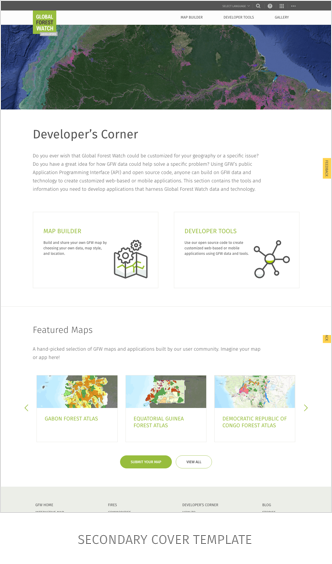 SELECT LANGUAGE
GLOBAL
FOREST
WATCH
MAP BUILDER DEVELOPER TOOLS GALLERY
Developer's Corner
Do you ever wish that Global Forest Watch could be customized for your geography or a specific issue?
Do you have a great idea for how GFW data could help solve a specific problem? Using GFW's public
Application Programming Interface (API) and open source code, anyone can build on GFW data and
technology to create customized web-based or mobile applications. This section contains the tools and
information you need to develop applications that harness Global Forest Watch data and technology.
MAP BUILDER
Build and share your own GFW map by
choosing your own data, map style,
and location.
DEVELOPER TOOLS
Use our open source code to create
customized web-based or mobile
applications using GFW data and tools.
Featured Maps
A hand-picked selection of GFW maps and applications built by our user community. Imagine your map
or app here!
GABON FOREST ATLAS
EQUATORIAL GUINEA
FOREST ATLAS
DEMOCRATIC REPUBLIC OF
CONGO FOREST ATLAS
SUBMIT YOUR MAP VIEW ALL
GFW HOME FIRES DEVELOPER'S CORNER BLOG
SECONDARY COVER TEMPLATE